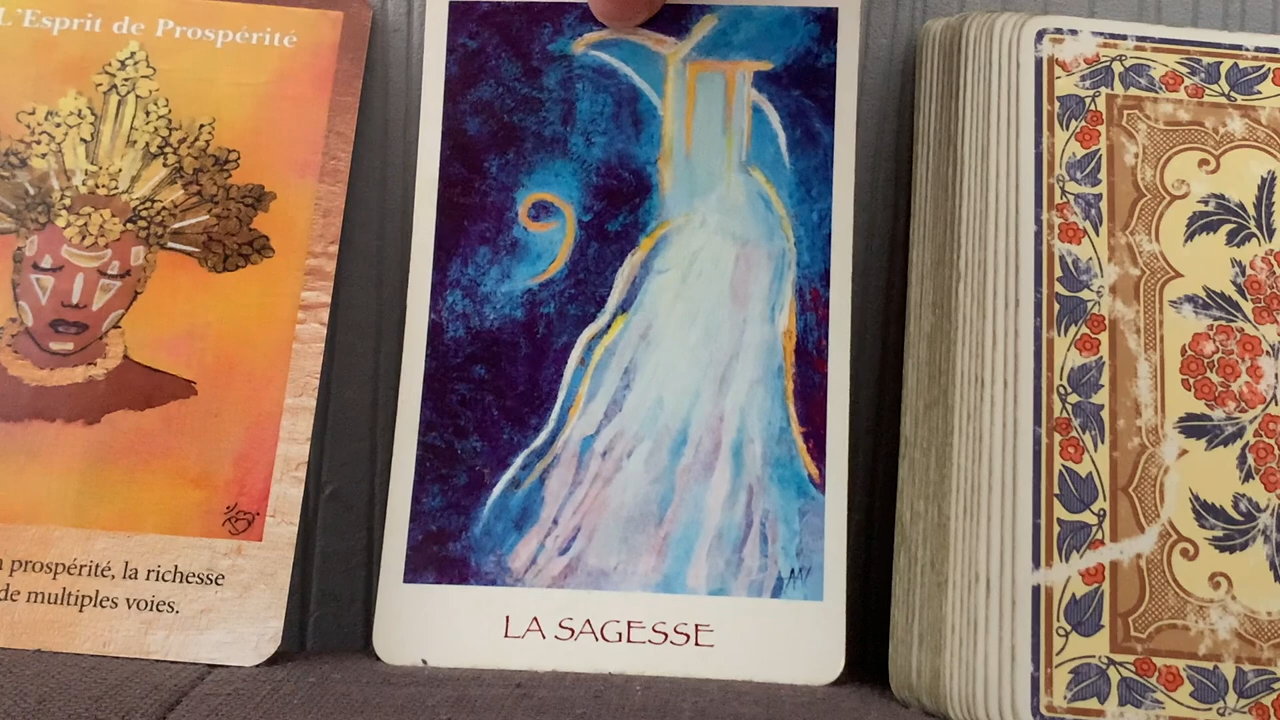 L'Esprit de Prospérité
prospérité, la richesse
de multiples voies.
LA SAGESSE